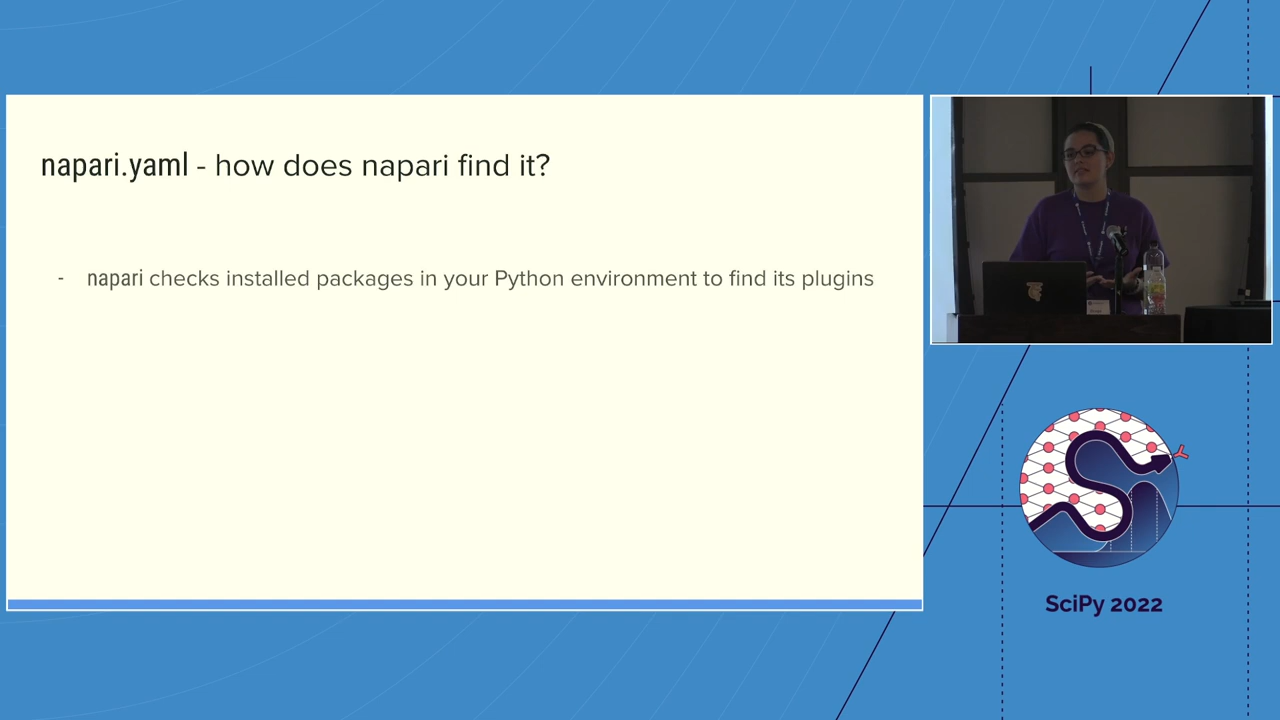 napari.yaml - how does napari find it?
- napari checks installed packages in your Python environment to find its plugins
SciPy 2022